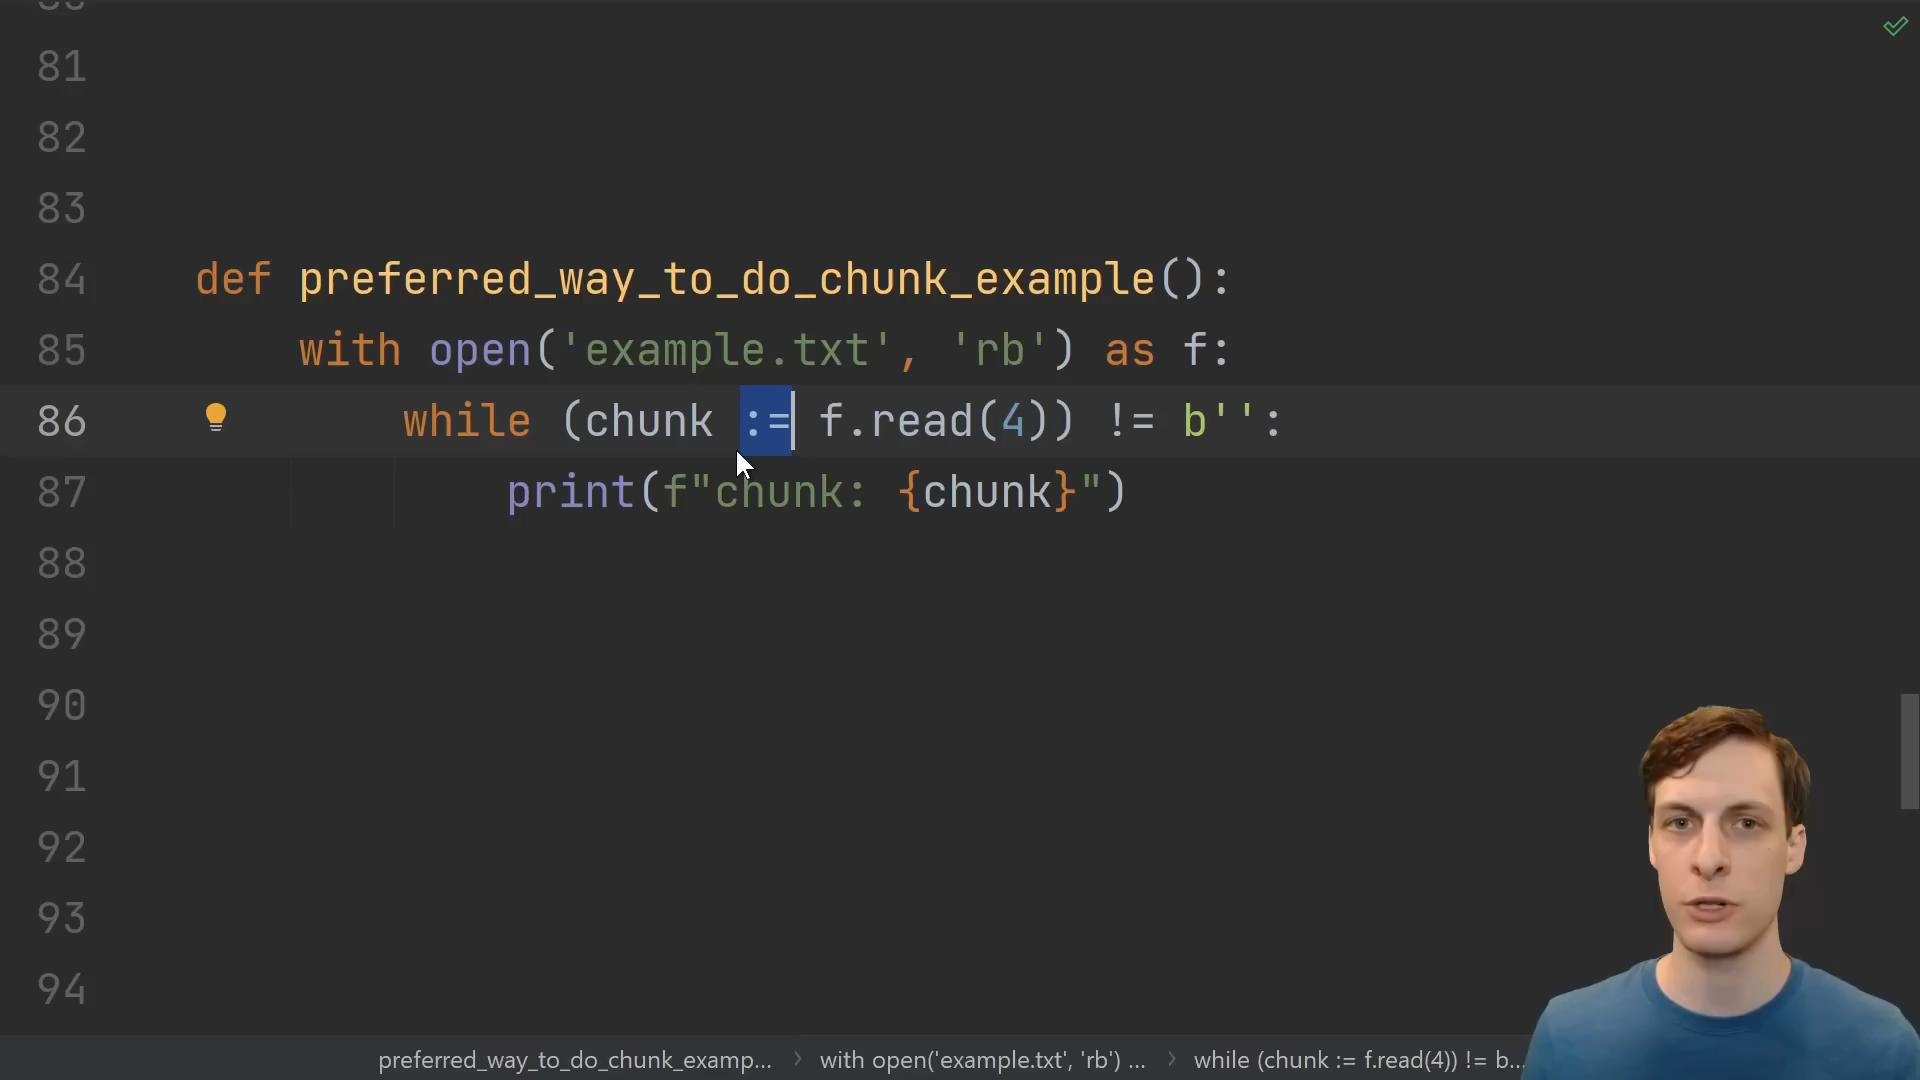 81
82
83
84 def preferred_way_to_do_chunk_example():
85 with open('example.txt', 'rb') as f:
86 while (chunk := f.read(4)) != b'':
87 print(f"chunk: {chunk}")
88
89
90
91
92
93
94
preferred_way_to_do_chunk_examp... > with open('example.txt', 'rb') ... > while (chunk := f.read(4)) != b...